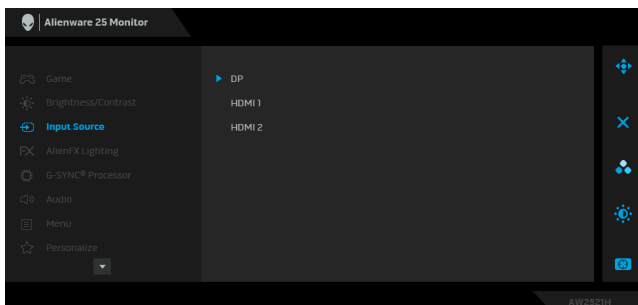 Alienware 25 Monitor
Game
Brightness/Contrast
Input Source
AlienFX Lighting
G-SYNC® Processor
Audio
Menu
Personalize
DP
HDMI 1
HDMI 2
AW2521H